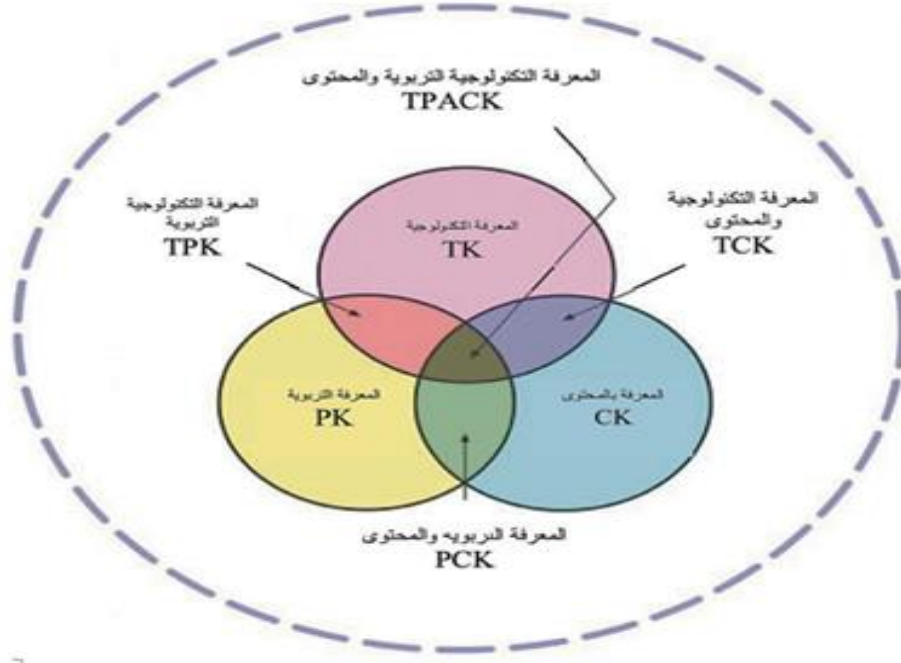 المعرفة التكنولوجية التربوية والمحتوى
TPACK
المعرفة التكنولوجية
والمحتوى
TCK
المعرفة التكنولوجية
التربوية
TPK
المعرفة التكنولوجية
TK
المعرفة بالمحتوى
CK
المعرفة التربوية
PK
المعرفة التربويه والمحتوى
PCK